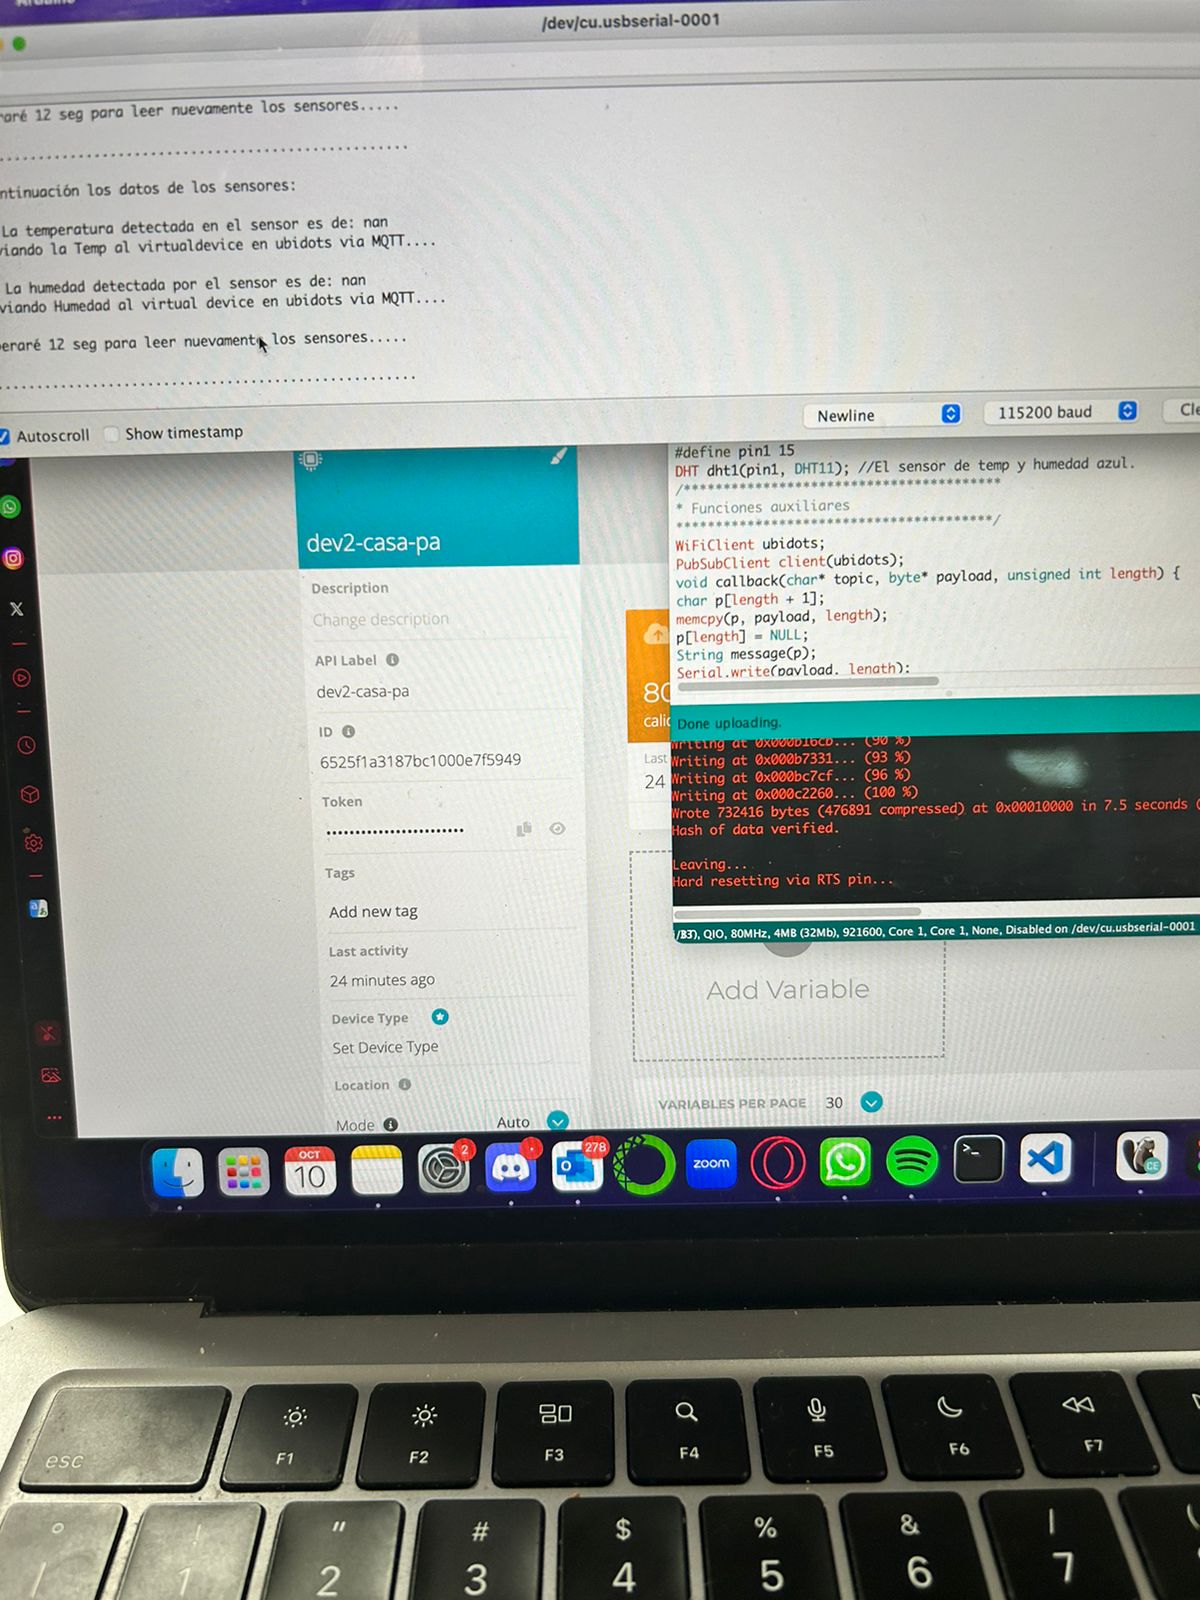 /dev/cu.usbserial-0001
raré 12 seg para leer nuevamente los sensores.....
..................................................
ntinuación los datos de los sensores:
La temperatura detectada en el sensor es de: nan
viando la Temp al virtualdevice en ubidots via MQTT....
La humedad detectada por el sensor es de: nan
viando Humedad al virtual device en ubidots via MQTT....
eraré 12 seg para leer nuevamente los sensores.....
..................................................
Autoscroll
Show timestamp
Newline
115200 baud
Cle
#define pin1 15
DHT dht1(pin1, DHT11); //El sensor de temp y humedad azul.
/****************************************
* Funciones auxiliares
****************************************/
WiFiClient ubidots;
PubSubClient client(ubidots);
void callback(char* topic, byte* payload, unsigned int length) {
char p[length + 1];
memcpy(p, payload, length);
p[length] = NULL;
String message(p);
Serial.write(payload, length);
Done uploading.
Writing at 0x000b16cb... (90 %)
Writing at 0x000b7331... (93 %)
Writing at 0x000bc7cf... (96 %)
Writing at 0x000c2260... (100 %)
Wrote 732416 bytes (476891 compressed) at 0x00010000 in 7.5 seconds (
Hash of data verified.
Leaving...
Hard resetting via RTS pin...
/B3), QIO, 80MHz, 4MB (32Mb), 921600, Core 1, Core 1, None, Disabled on /dev/cu.usbserial-0001
dev2-casa-pa
Description
Change description
API Label
dev2-casa-pa
ID
6525f1a3187bc1000e7f5949
Token
••••••••••••••••••••••••
Tags
Add new tag
Last activity
24 minutes ago
Device Type
Set Device Type
Location
Mode
Auto
80
calid
Last
24
Add Variable
VARIABLES PER PAGE 30
OCT
10
2
278
zoom
CE
esc
F1
F2
F3
F4
F5
F6
F7
°
|
!
1
"
2
#
3
$
4
%
5
&
6
/
7